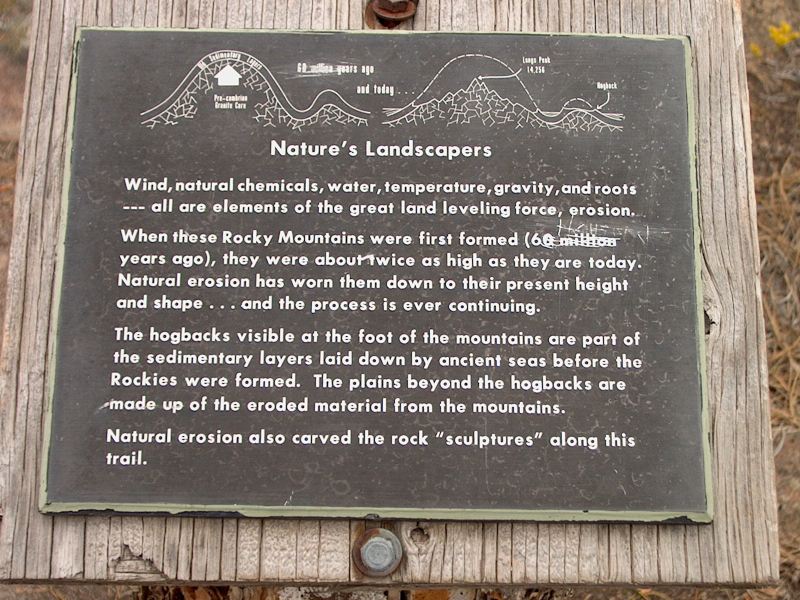 Sedimentary Layers
60 million years ago
and today . . .
Pre-cambrian
Granite Core
Longs Peak
14,256
Hogback
Nature's Landscapers
Wind, natural chemicals, water, temperature, gravity, and roots
--- all are elements of the great land leveling force, erosion.
When these Rocky Mountains were first formed (60 million
years ago), they were about twice as high as they are today.
Natural erosion has worn them down to their present height
and shape . . . and the process is ever continuing.
The hogbacks visible at the foot of the mountains are part of
the sedimentary layers laid down by ancient seas before the
Rockies were formed. The plains beyond the hogbacks are
made up of the eroded material from the mountains.
Natural erosion also carved the rock "sculptures" along this
trail.